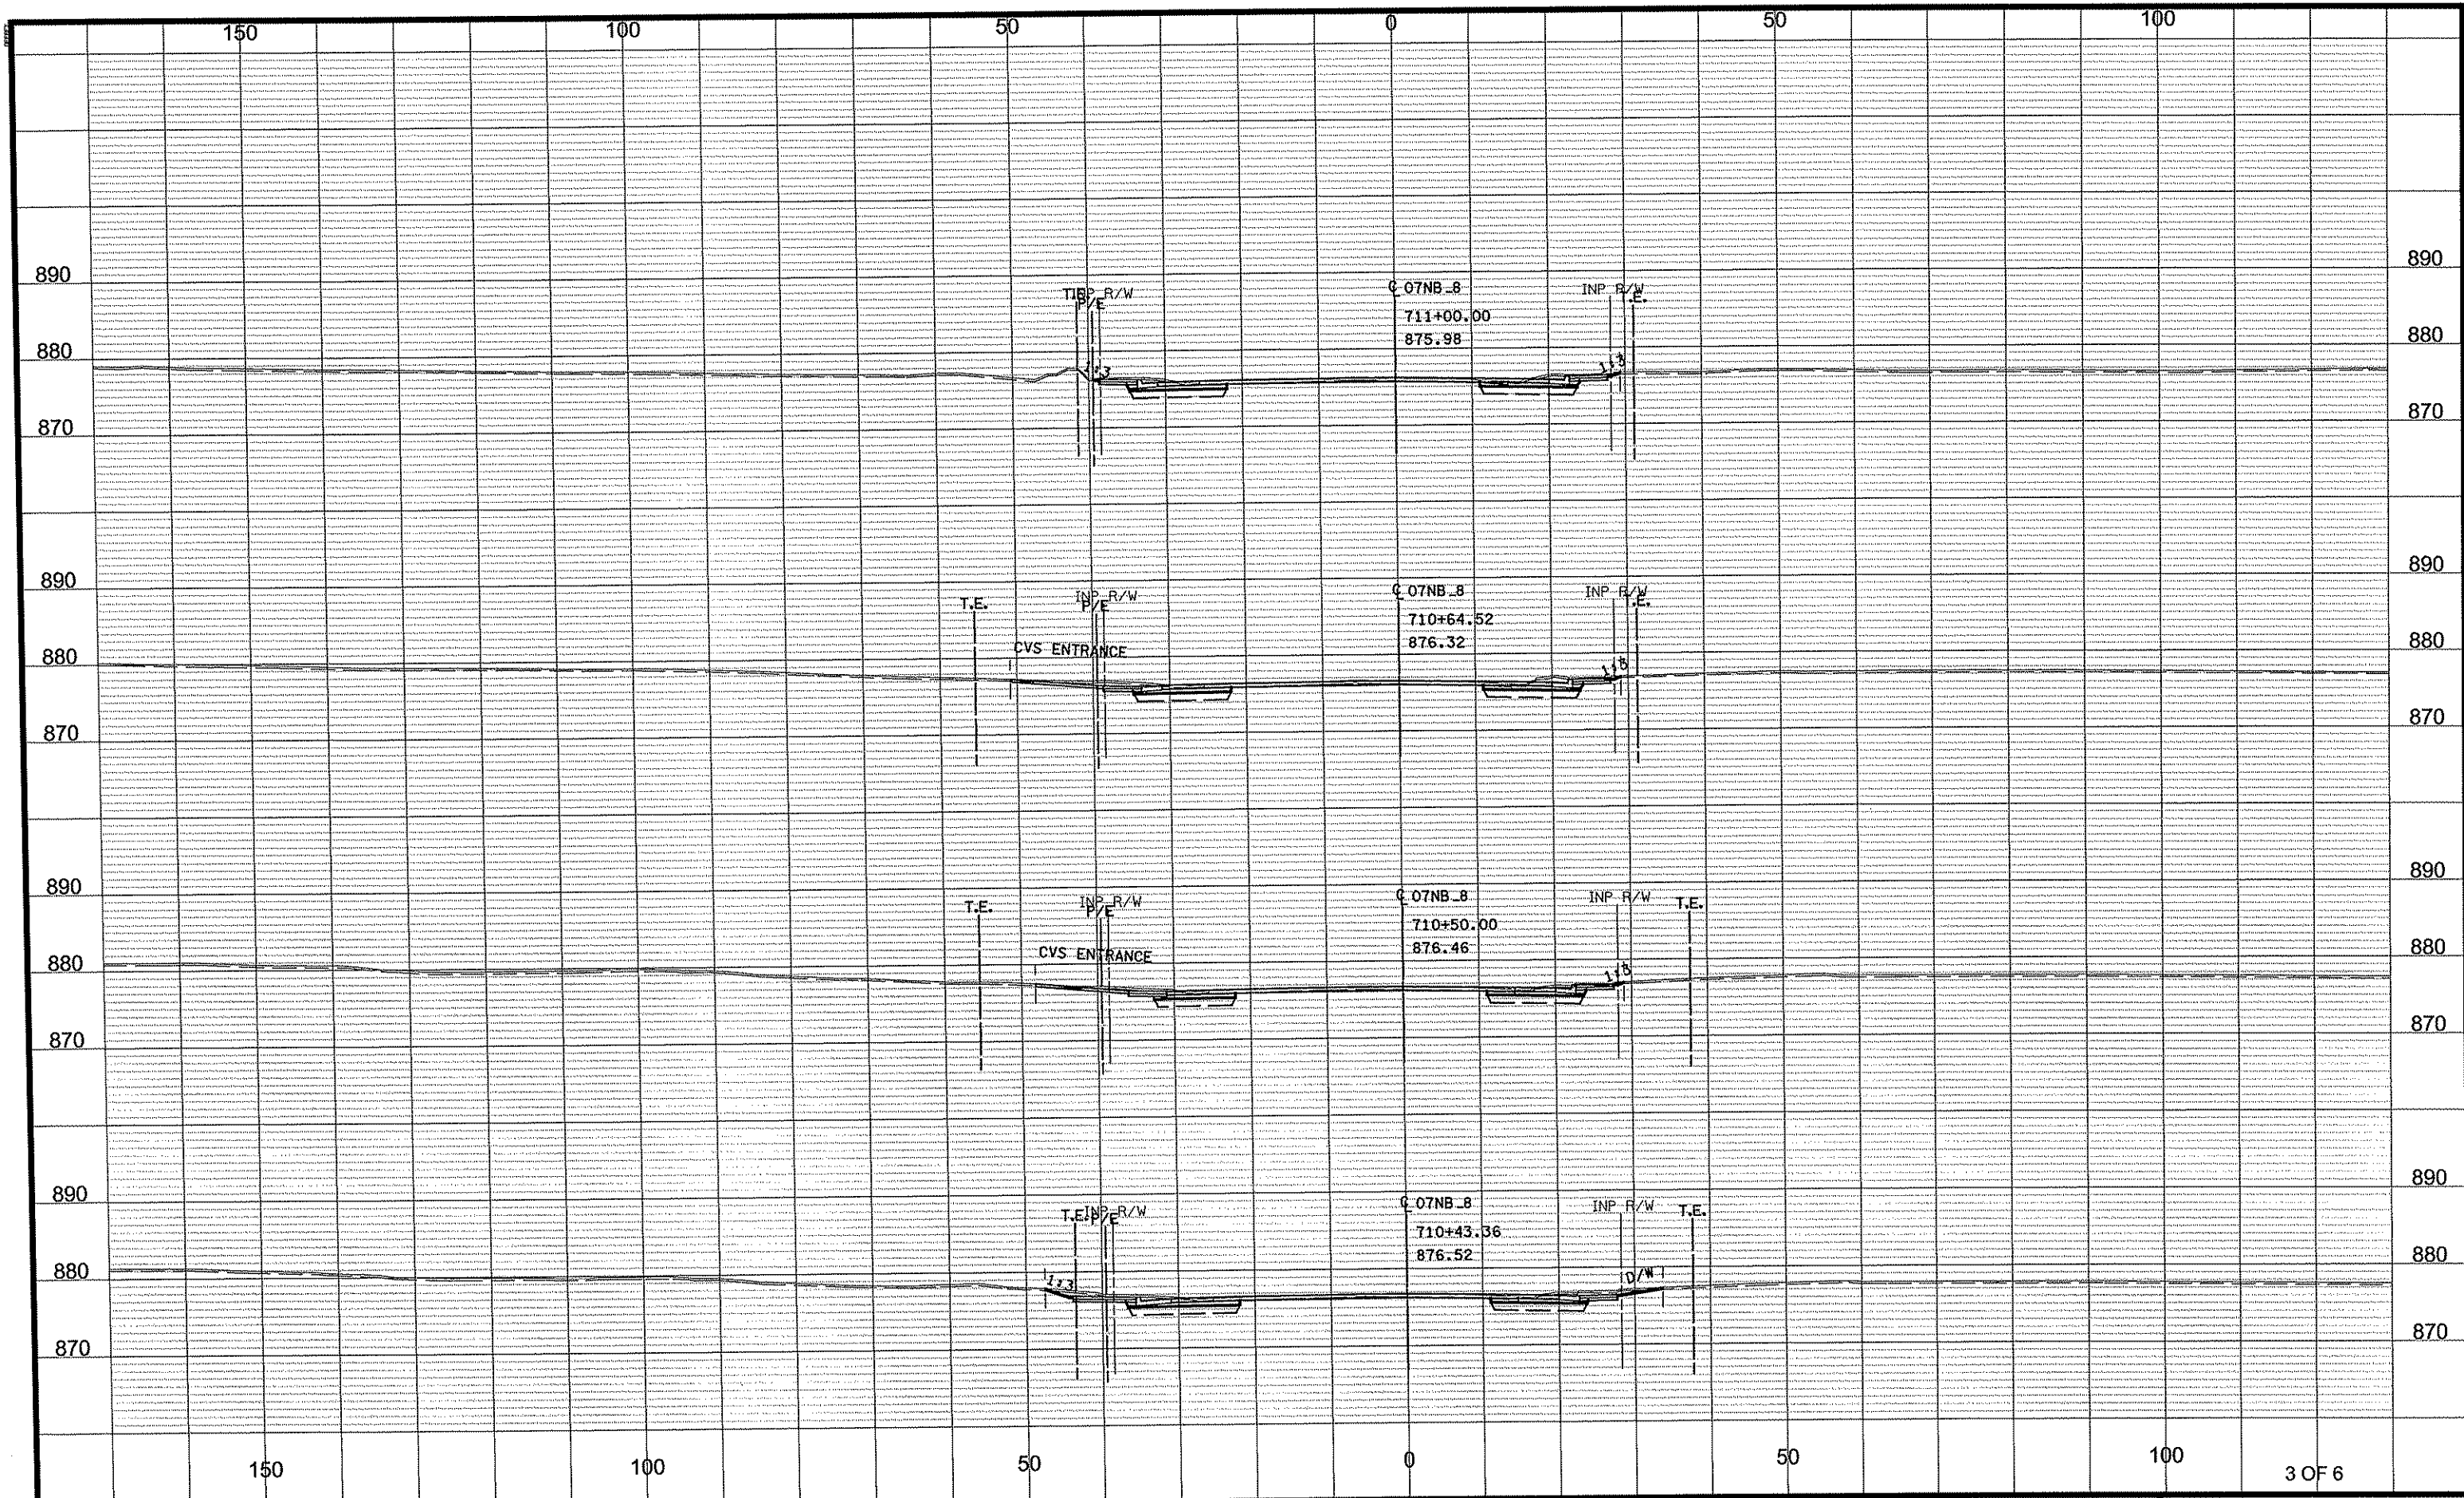 150 100 50 0 50 100
890 890
INP R/W
P/E
℄ 07NB_8
711+00.00
875.98
INP R/W
T.E.
880 880
1:3
1:3
870 870
890 890
T.E.
INP R/W
P/E
℄ 07NB_8
710+64.52
876.32
INP R/W
T.E.
880 880
CVS ENTRANCE
1:3
870 870
890 890
T.E.
INP R/W
P/E
℄ 07NB_8
710+50.00
876.46
INP R/W
T.E.
880 880
CVS ENTRANCE
1:3
870 870
890 890
T.E.
INP R/W
P/E
℄ 07NB_8
710+43.36
876.52
INP R/W
T.E.
880 880
1:3
D/W
870 870
150 100 50 0 50 100
3 OF 6